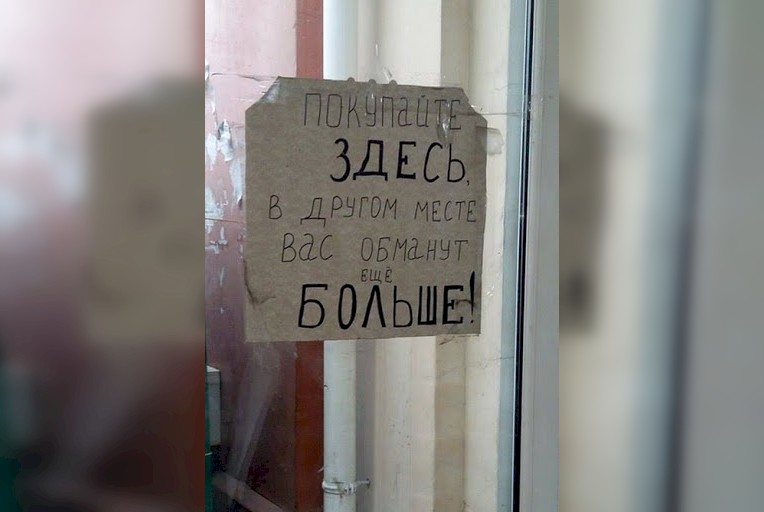 ПОКУПАЙТЕ
ЗДЕСЬ,
В ДРУГОМ МЕСТЕ
ВАС ОБМАНУТ
ЕЩЁ
БОЛЬШЕ!